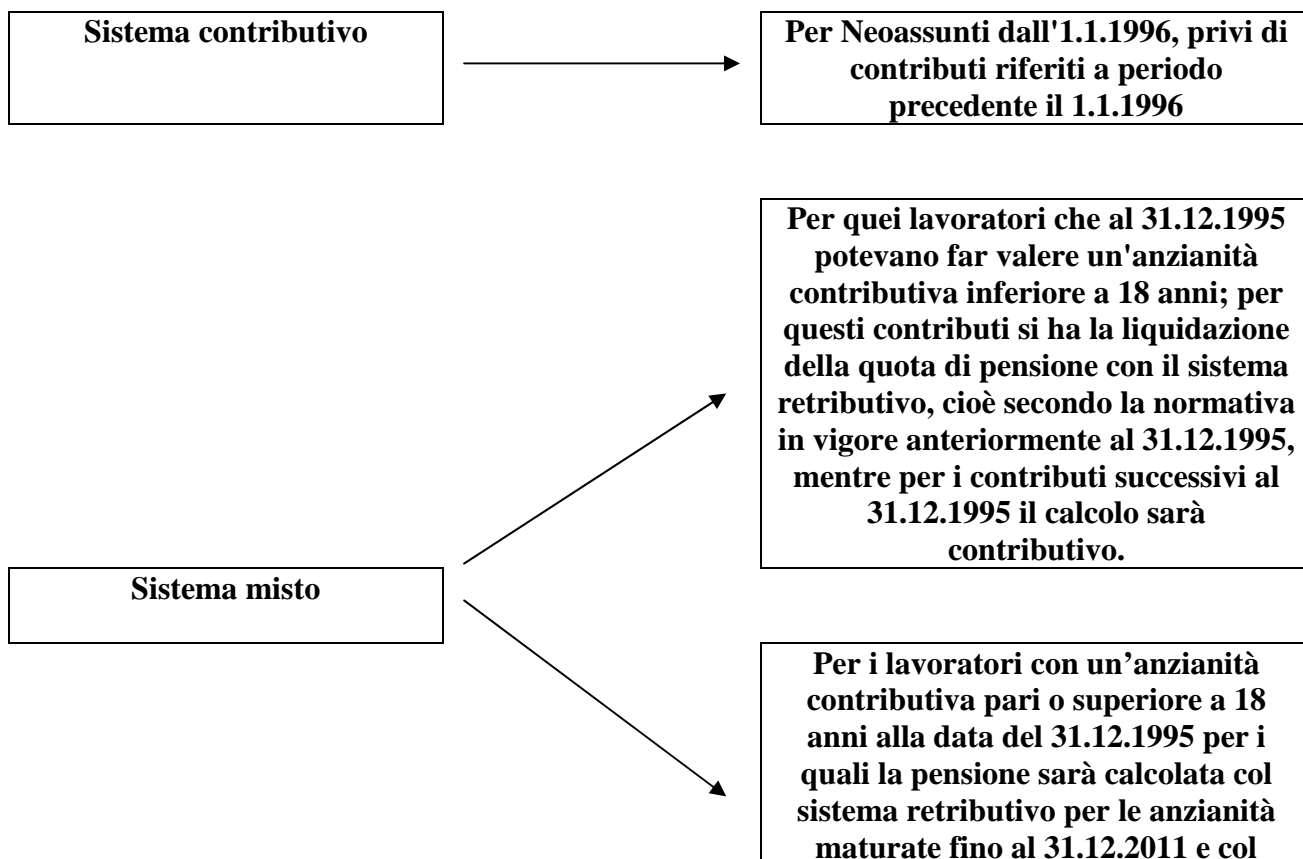 Sistema contributivo
Per Neoassunti dall'1.1.1996, privi di
contributi riferiti a periodo
precedente il 1.1.1996
Per quei lavoratori che al 31.12.1995
potevano far valere un'anzianità
contributiva inferiore a 18 anni; per
questi contributi si ha la liquidazione
della quota di pensione con il sistema
retributivo, cioè secondo la normativa
in vigore anteriormente al 31.12.1995,
mentre per i contributi successivi al
31.12.1995 il calcolo sarà
contributivo.
Sistema misto
Per i lavoratori con un’anzianità
contributiva pari o superiore a 18
anni alla data del 31.12.1995 per i
quali la pensione sarà calcolata col
sistema retributivo per le anzianità
maturate fino al 31.12.2011 e col